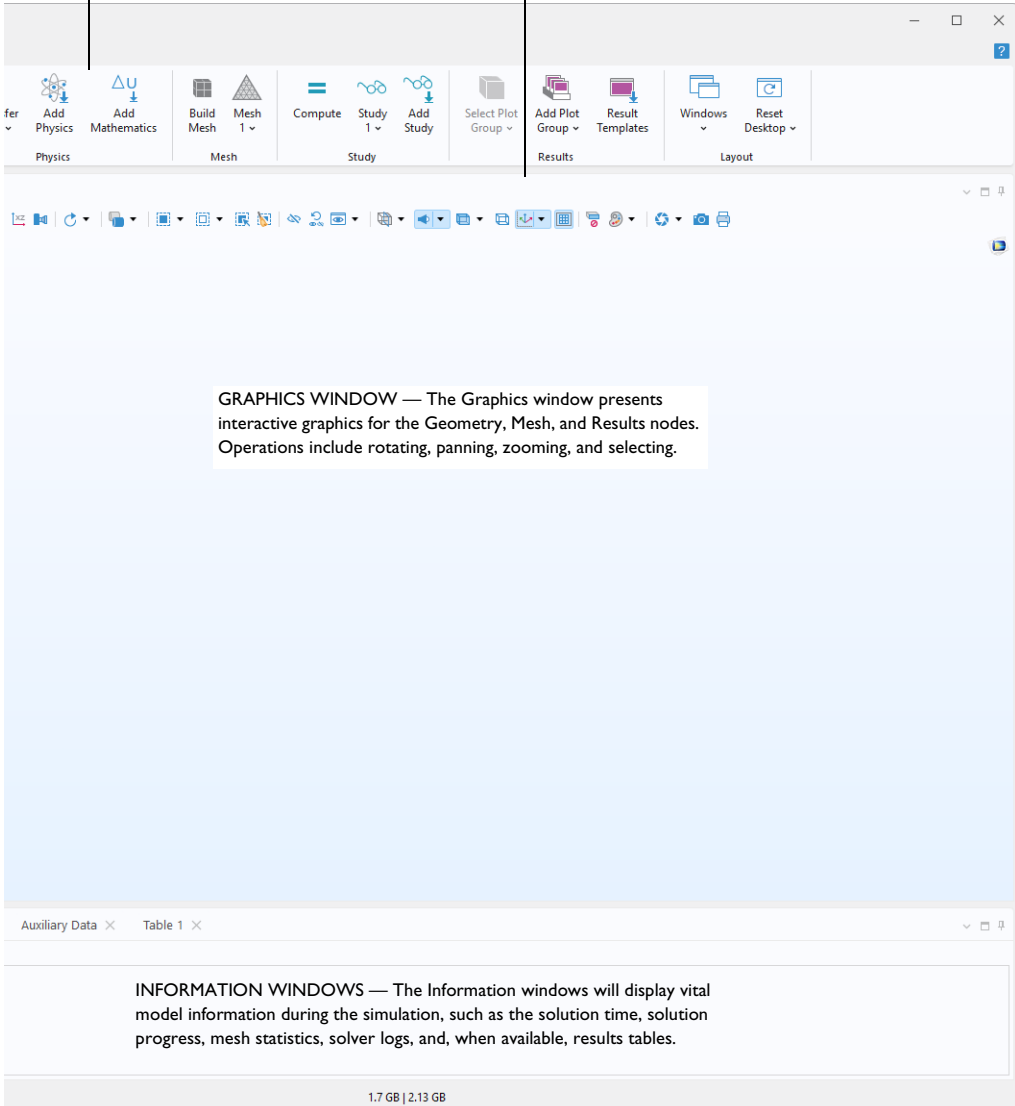 ?
fer
Add
Physics
Add
Mathematics
Build
Mesh
Mesh
1
Compute
Study
1
Add
Study
Select Plot
Group
Add Plot
Group
Result
Templates
Windows
Reset
Desktop
Physics
Mesh
Study
Results
Layout
xz
GRAPHICS WINDOW — The Graphics window presents
interactive graphics for the Geometry, Mesh, and Results nodes.
Operations include rotating, panning, zooming, and selecting.
Auxiliary Data
Table 1
INFORMATION WINDOWS — The Information windows will display vital
model information during the simulation, such as the solution time, solution
progress, mesh statistics, solver logs, and, when available, results tables.
1.7 GB | 2.13 GB